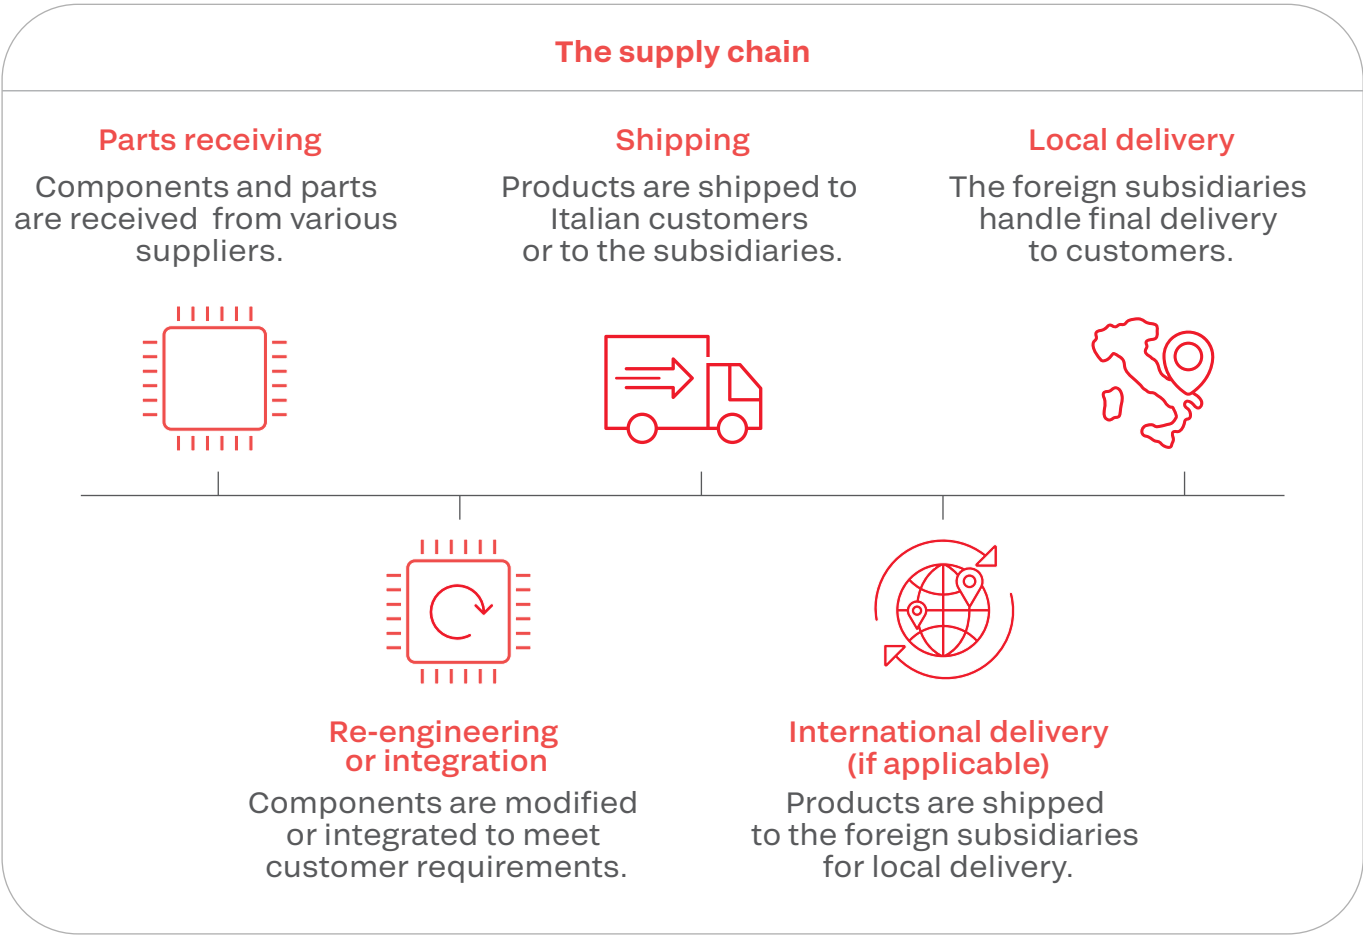 The supply chain
Parts receiving
Components and parts
are received from various
suppliers.
Re-engineering
or integration
Components are modified
or integrated to meet
customer requirements.
Shipping
Products are shipped to
Italian customers
or to the subsidiaries.
International delivery
(if applicable)
Products are shipped
to the foreign subsidiaries
for local delivery.
Local delivery
The foreign subsidiaries
handle final delivery
to customers.